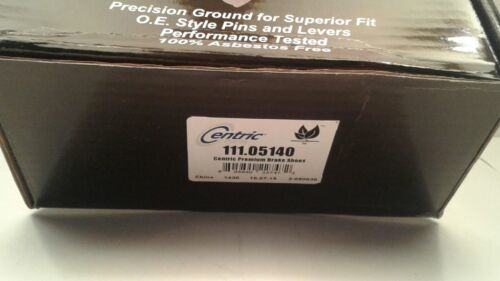 Precision Ground for Superior Fit
O.E. Style Pins and Levers
Performance Tested
100% Asbestos Free
Centric
111.05140
Centric Premium Brake Shoes
China